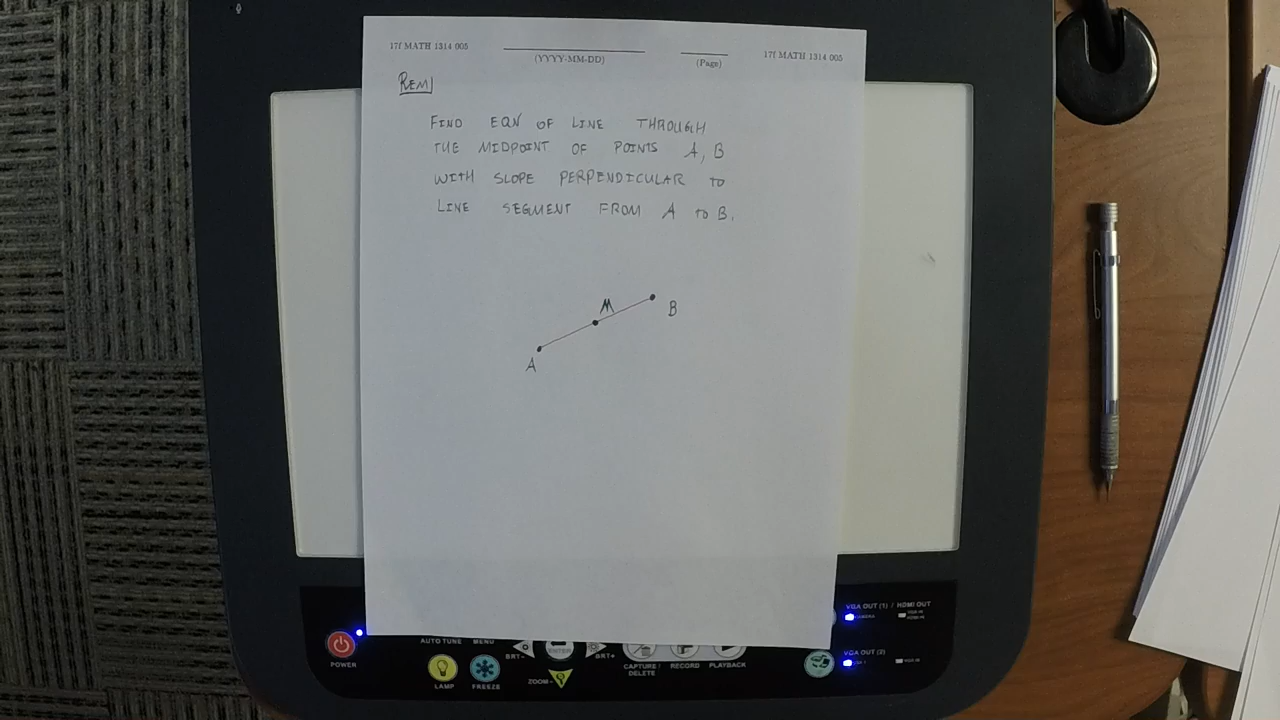 17f MATH 1314 005
(YYYY-MM-DD)
(Page)
17f MATH 1314 005
REM
FIND EQN OF LINE THROUGH
THE MIDPOINT OF POINTS A, B
WITH SLOPE PERPENDICULAR TO
LINE SEGMENT FROM A TO B.
M
B
A
VGA OUT (1) / HDMI OUT
VGA OUT (2)
AUTO TUNE MENU
POWER
LAMP
FREEZE
BRT-
BRT+
ZOOM-
CAPTURE / DELETE
RECORD
PLAYBACK